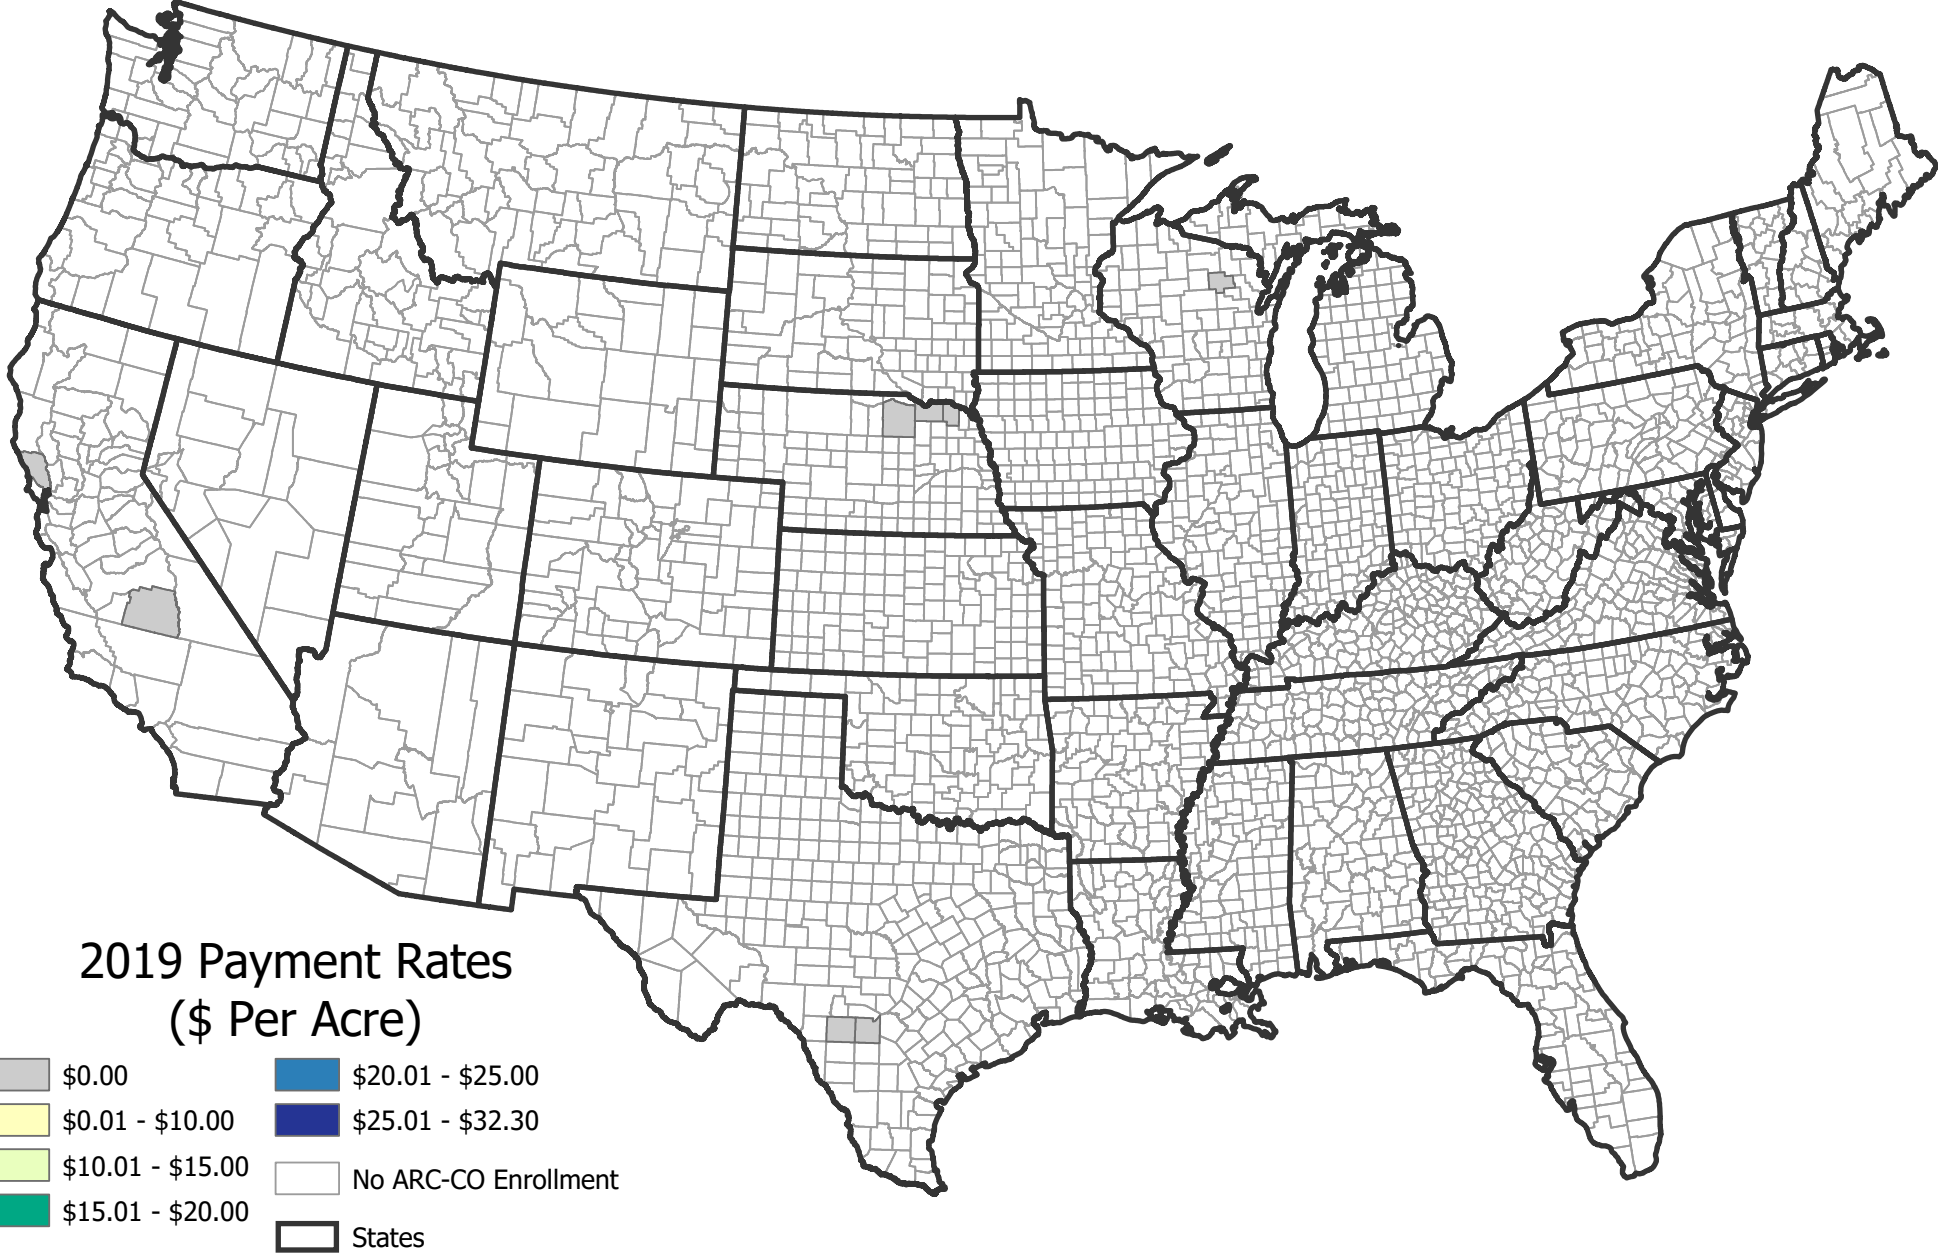 2019 Payment Rates
($ Per Acre)
$0.00
$0.01 - $10.00
$10.01 - $15.00
$15.01 - $20.00
$20.01 - $25.00
$25.01 - $32.30
No ARC-CO Enrollment
States